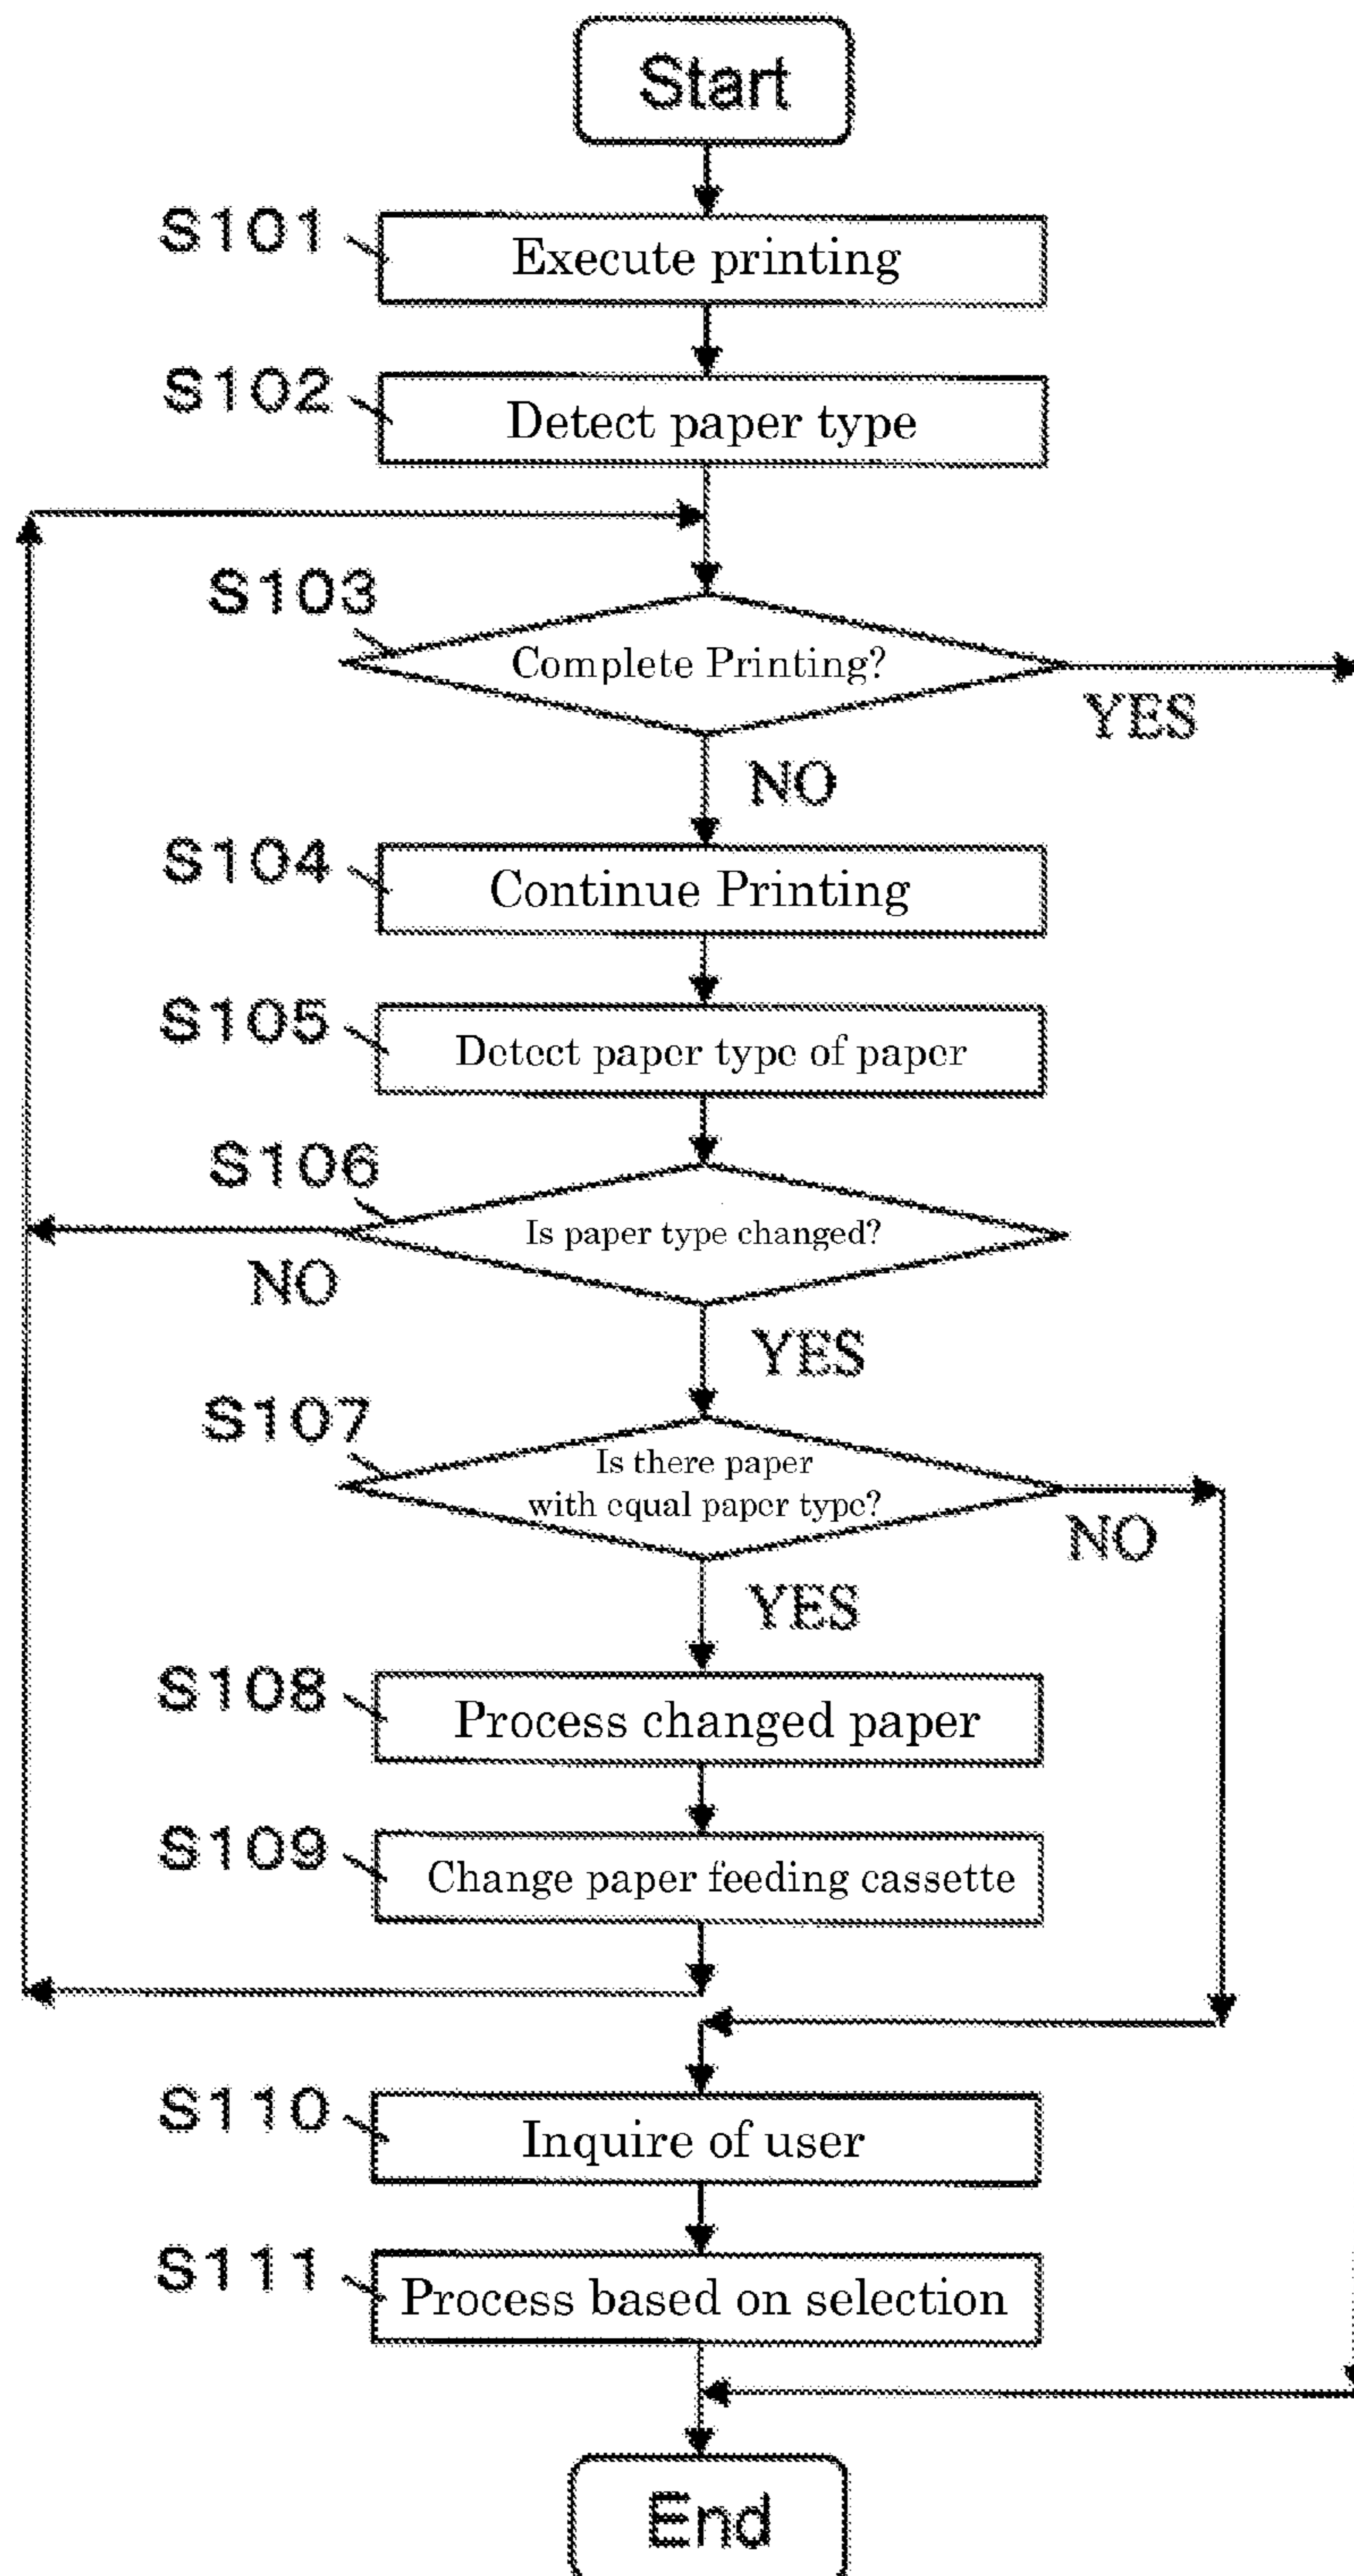 Start
S101
Execute printing
S102
Detect paper type
S103
Complete Printing?
YES
NO
S104
Continue Printing
S105
Detect paper type of paper
S106
Is paper type changed?
NO
YES
S107
Is there paper
with equal paper type?
NO
YES
S108
Process changed paper
S109
Change paper feeding cassette
S110
Inquire of user
S111
Process based on selection
End